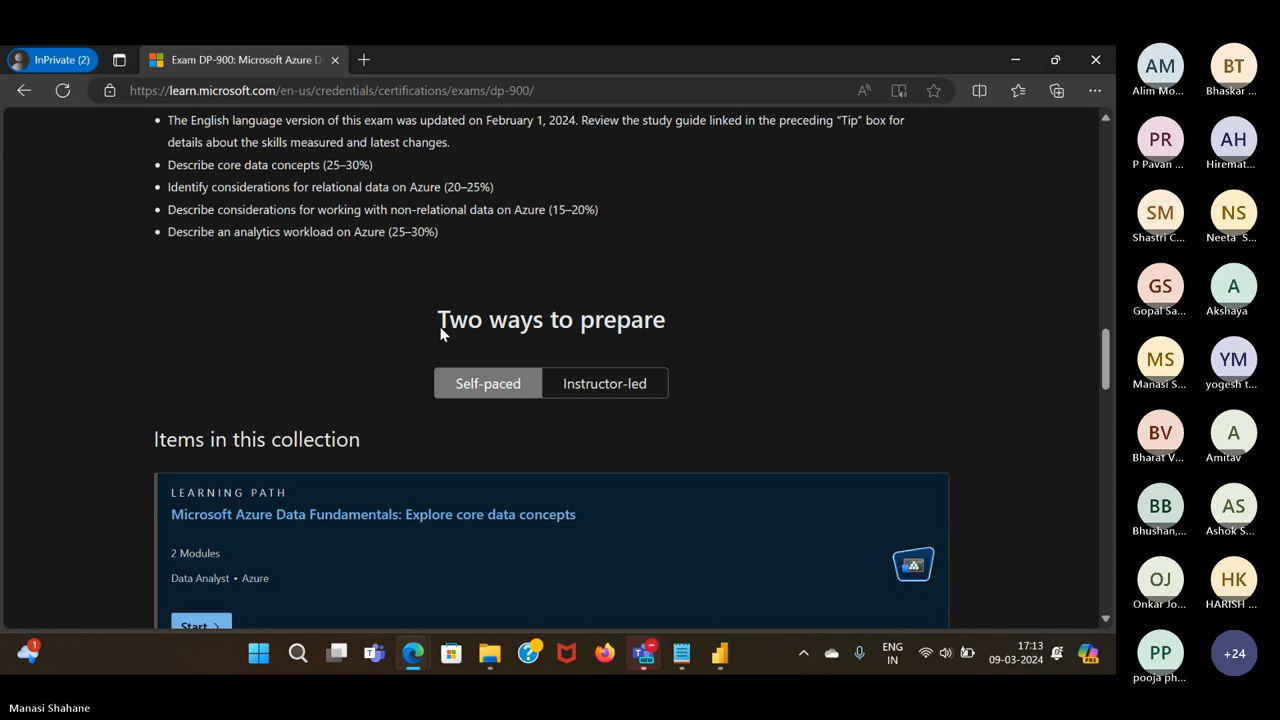 InPrivate (2)
Exam DP-900: Microsoft Azure D
https://learn.microsoft.com/en-us/credentials/certifications/exams/dp-900/
• The English language version of this exam was updated on February 1, 2024. Review the study guide linked in the preceding “Tip” box for
details about the skills measured and latest changes.
• Describe core data concepts (25–30%)
• Identify considerations for relational data on Azure (20–25%)
• Describe considerations for working with non-relational data on Azure (15–20%)
• Describe an analytics workload on Azure (25–30%)
Two ways to prepare
Self-paced
Instructor-led
Items in this collection
LEARNING PATH
Microsoft Azure Data Fundamentals: Explore core data concepts
2 Modules
Data Analyst • Azure
Start
1
NEW
ENG
IN
17:13
09-03-2024
PRE
Manasi Shahane
AM
BT
Alim Mo...
Bhaskar ...
PR
AH
P Pavan ...
Hiremat...
SM
NS
Shastri C...
Neeta S...
GS
A
Gopal Sa...
Akshaya
MS
YM
Manasi S...
yogesh t...
BV
A
Bharat V...
Amitav
BB
AS
Bhushan,...
Ashok S...
OJ
HK
Onkar Jo...
HARISH ...
PP
+24
pooja ph...